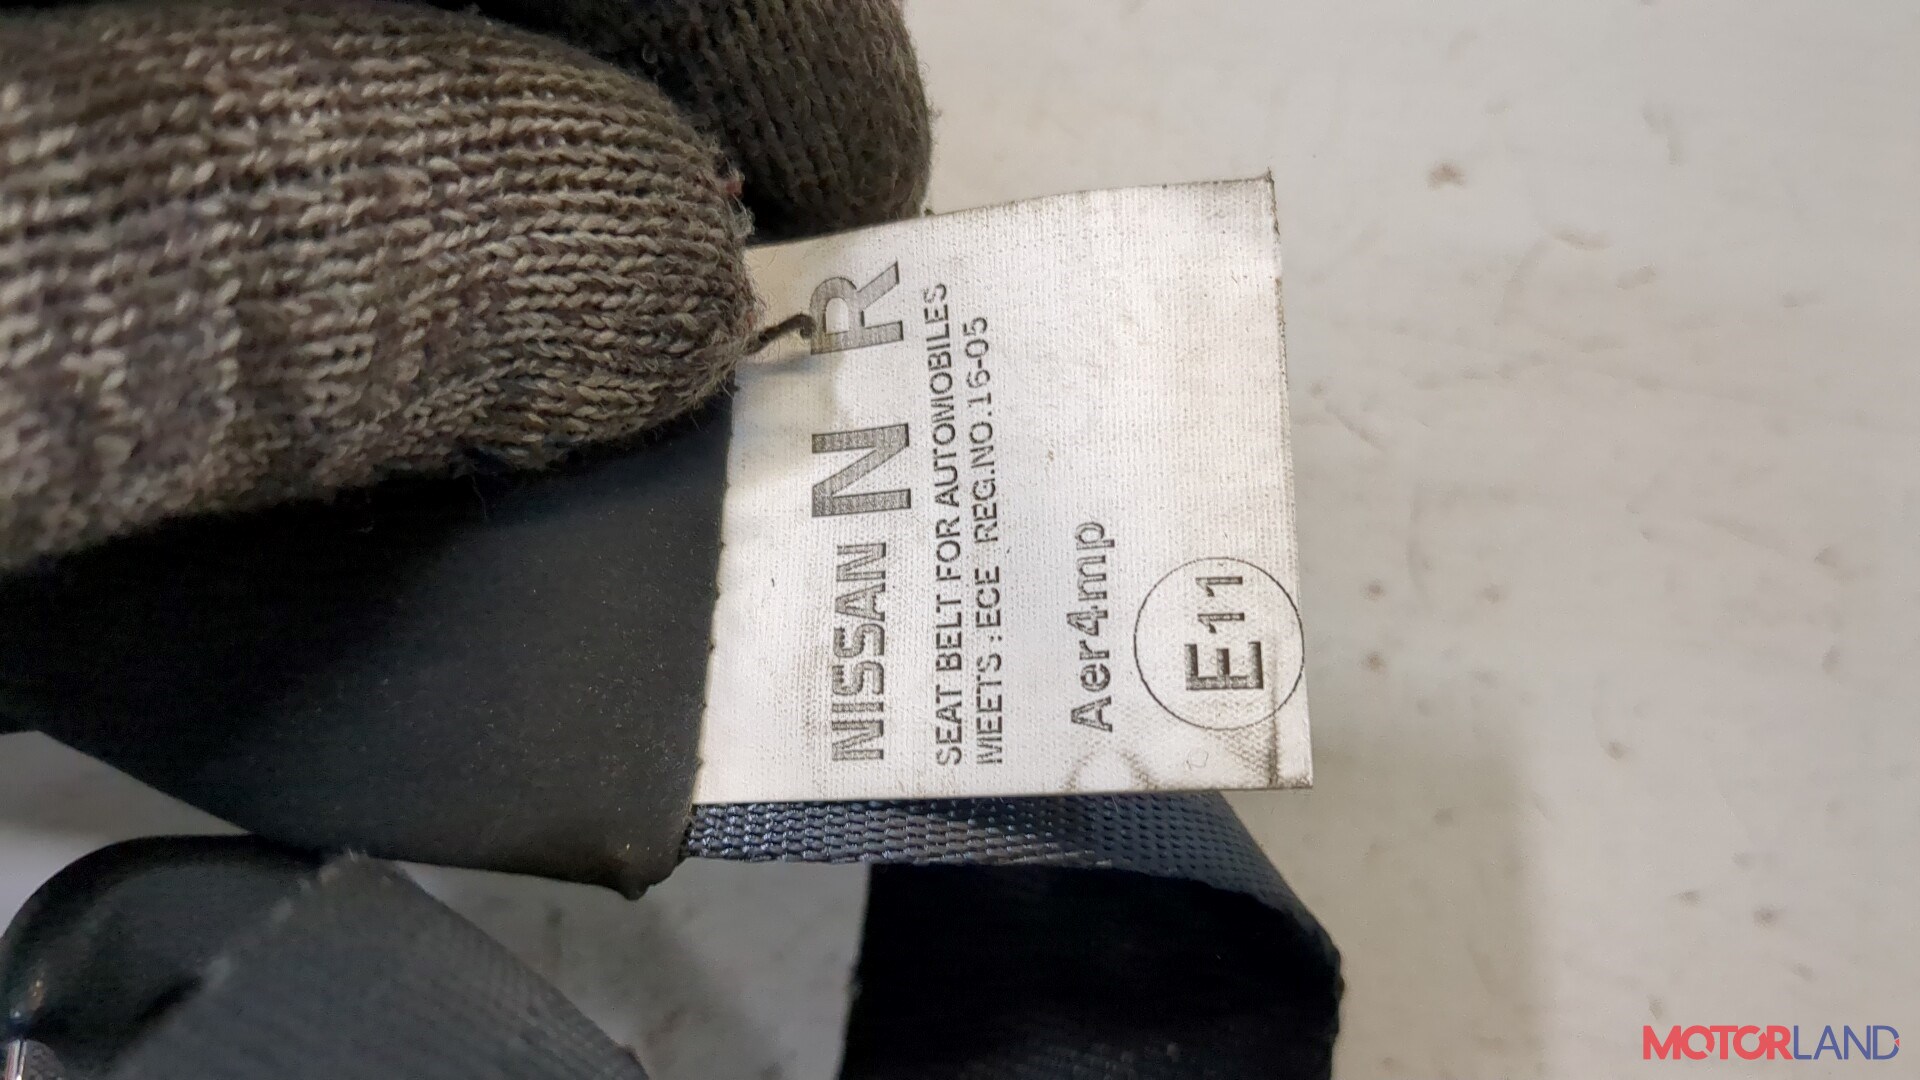 NISSAN N R
SEAT BELT FOR AUTOMOBILES
MEETS : ECE REG.NO.16-05
Aer4mp
E11
MOTORLAND